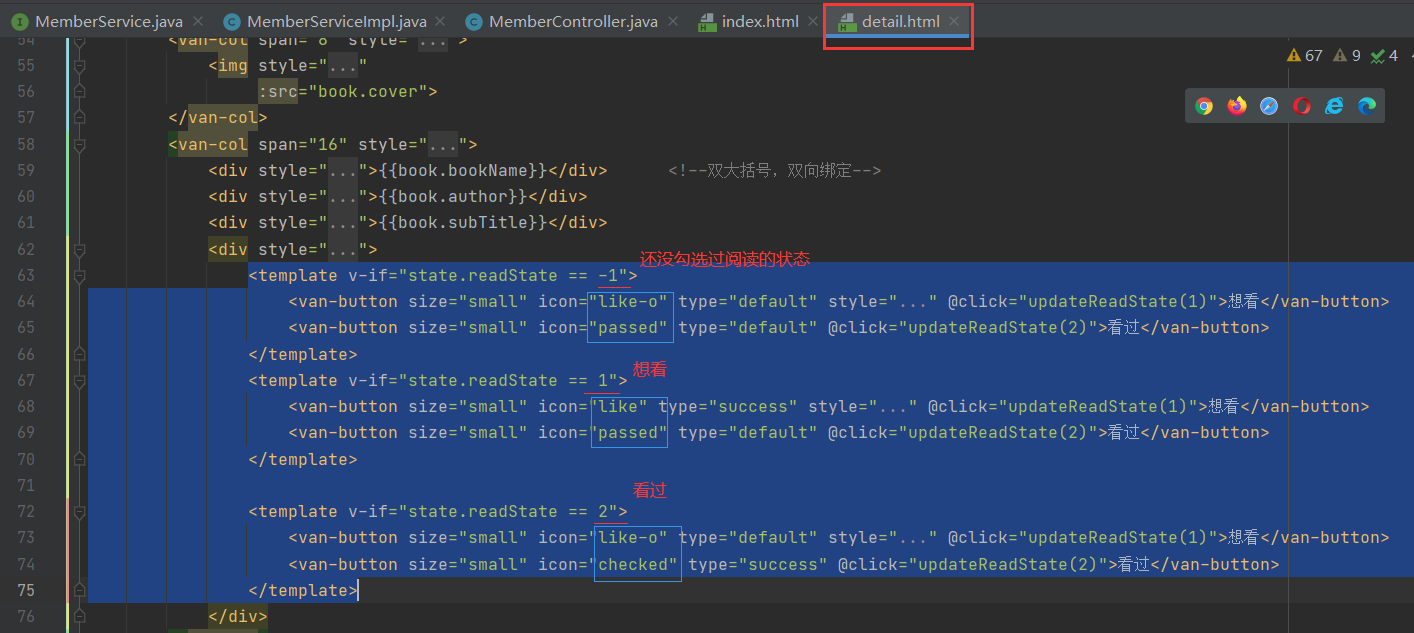 MemberService.java × MemberServiceImpl.java × MemberController.java × index.html × detail.html ×
67 9 4
54 <van-col span="8" style="...">
55 <img style="..."
56 :src="book.cover">
57 </van-col>
58 <van-col span="16" style="...">
59 <div style="...">{{book.bookName}}</div> <!--双大括号，双向绑定-->
60 <div style="...">{{book.author}}</div>
61 <div style="...">{{book.subTitle}}</div>
62 <div style="...">
还没勾选过阅读的状态
63 <template v-if="state.readState == -1">
64 <van-button size="small" icon="like-o" type="default" style="..." @click="updateReadState(1)">想看</van-button>
65 <van-button size="small" icon="passed" type="default" @click="updateReadState(2)">看过</van-button>
66 </template>
想看
67 <template v-if="state.readState == 1">
68 <van-button size="small" icon="like" type="success" style="..." @click="updateReadState(1)">想看</van-button>
69 <van-button size="small" icon="passed" type="default" @click="updateReadState(2)">看过</van-button>
70 </template>
71
看过
72 <template v-if="state.readState == 2">
73 <van-button size="small" icon="like-o" type="default" style="..." @click="updateReadState(1)">想看</van-button>
74 <van-button size="small" icon="checked" type="success" @click="updateReadState(2)">看过</van-button>
75 </template>
76 </div>